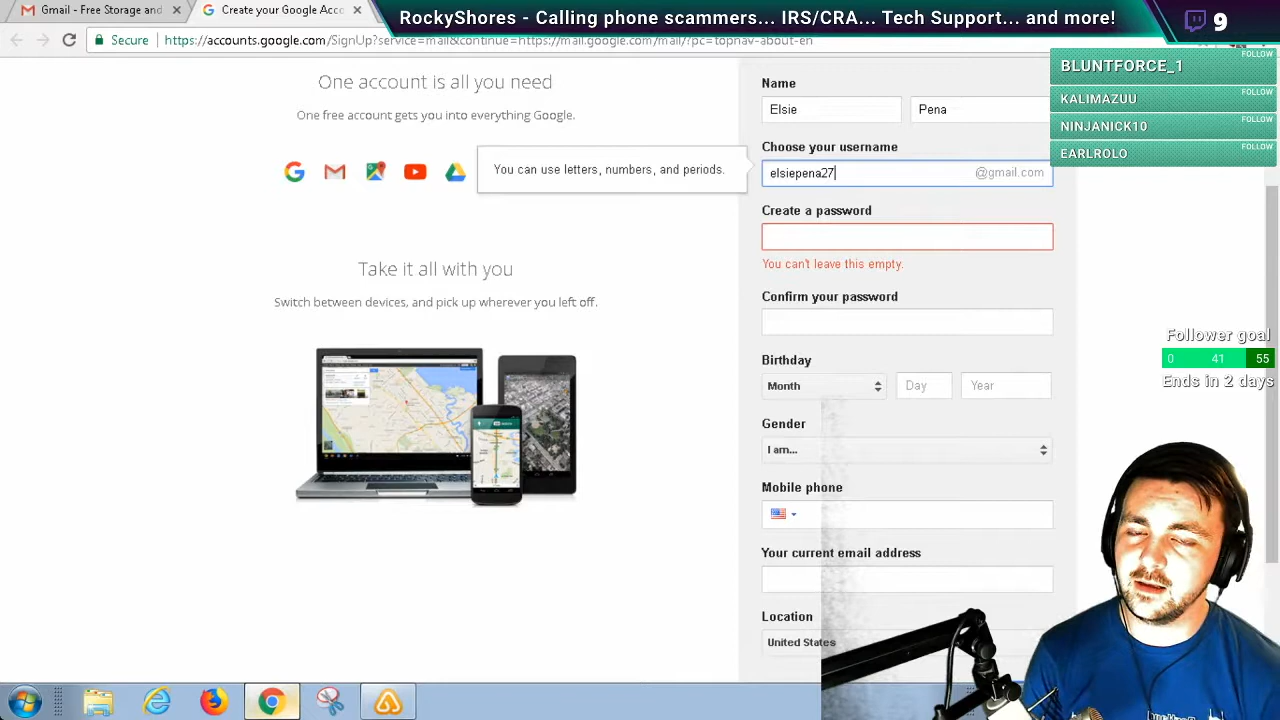 Gmail - Free Storage and
Create your Google Acc
RockyShores - Calling phone scammers... IRS/CRA... Tech Support... and more!
9
Secure
https://accounts.google.com/SignUp?service=mail&continue=https://mail.google.com/mail/?pc=topnav-about-en
FOLLOW
BLUNTFORCE_1
FOLLOW
KALIMAZUU
FOLLOW
NINJANICK10
FOLLOW
EARLROLO
One account is all you need
One free account gets you into everything Google.
Take it all with you
Switch between devices, and pick up wherever you left off.
You can use letters, numbers, and periods.
Name
Elsie
Pena
Choose your username
elsiepena27
@gmail.com
Create a password
You can't leave this empty.
Confirm your password
Birthday
Month
Day
Year
Gender
I am...
Mobile phone
Your current email address
Location
United States
Follower goal
0 41 55
Ends in 2 days